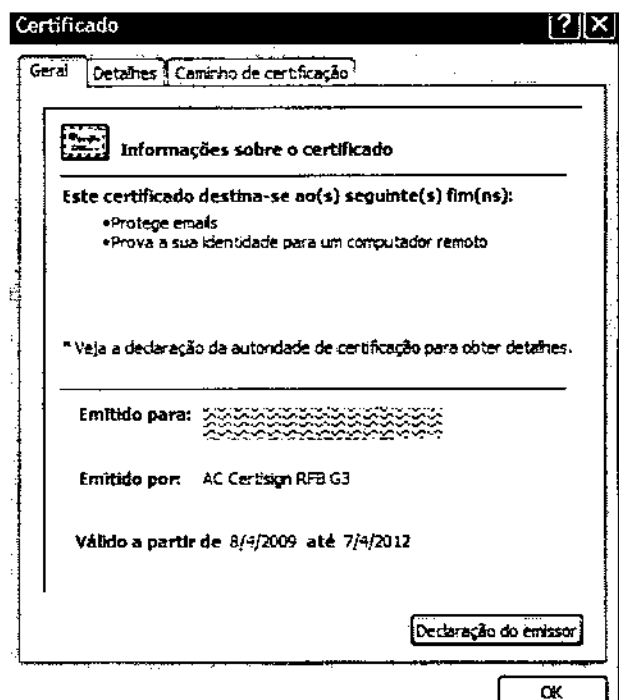 Certificado
Geral Detalhes Caminho de certficação
Informações sobre o certificado
Este certificado destina-se ao(s) seguinte(s) fim(ns):
•Protege emails
•Prova a sua identidade para um computador remoto
* Veja a declaração da autoridade de certificação para obter detalhes.
Emitido para:
Emitido por: AC Certisign RFB G3
Válido a partir de 8/4/2009 até 7/4/2012
Declaração do emissor
OK